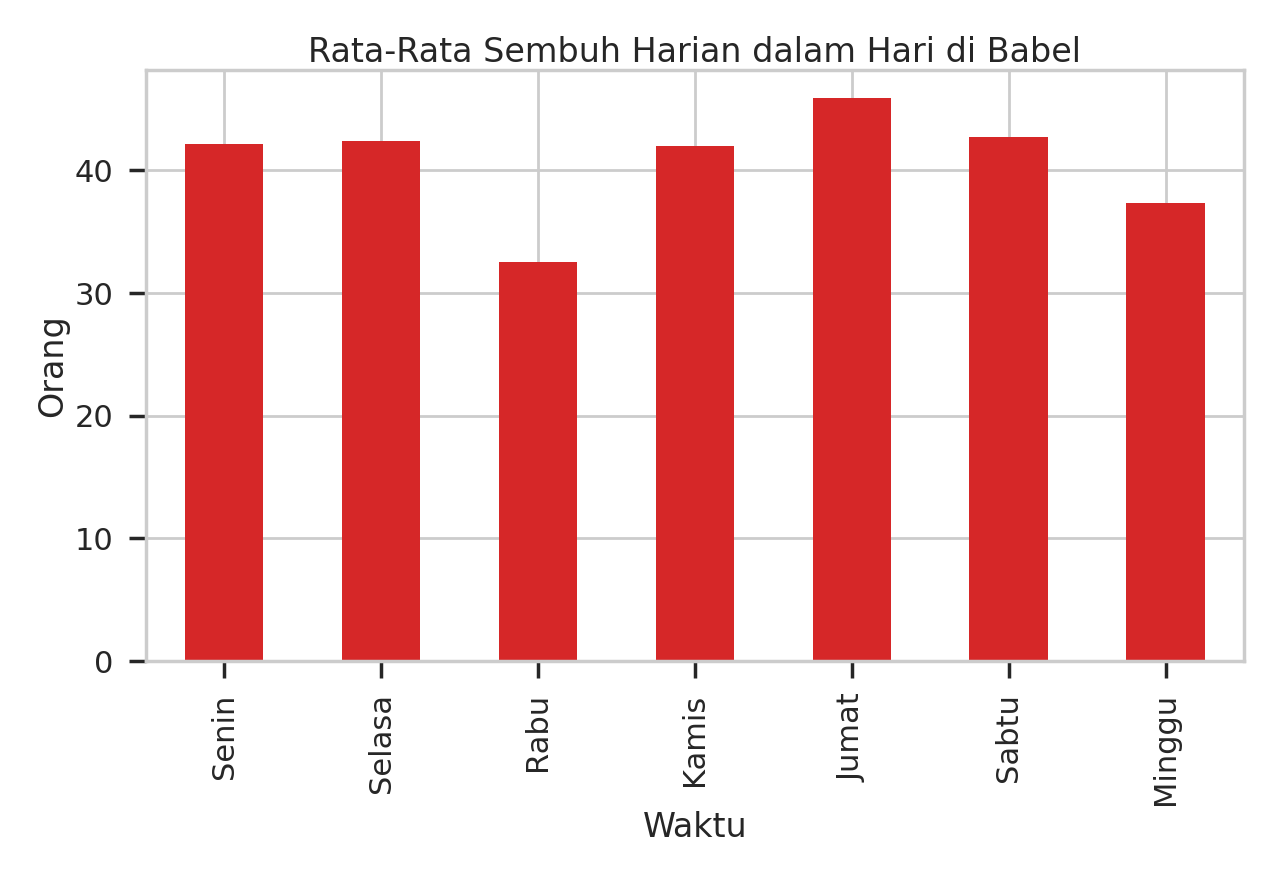 Rata-Rata Sembuh Harian dalam Hari di Babel
Orang
40
30
20
10
0
Senin
Selasa
Rabu
Kamis
Jumat
Sabtu
Minggu
Waktu